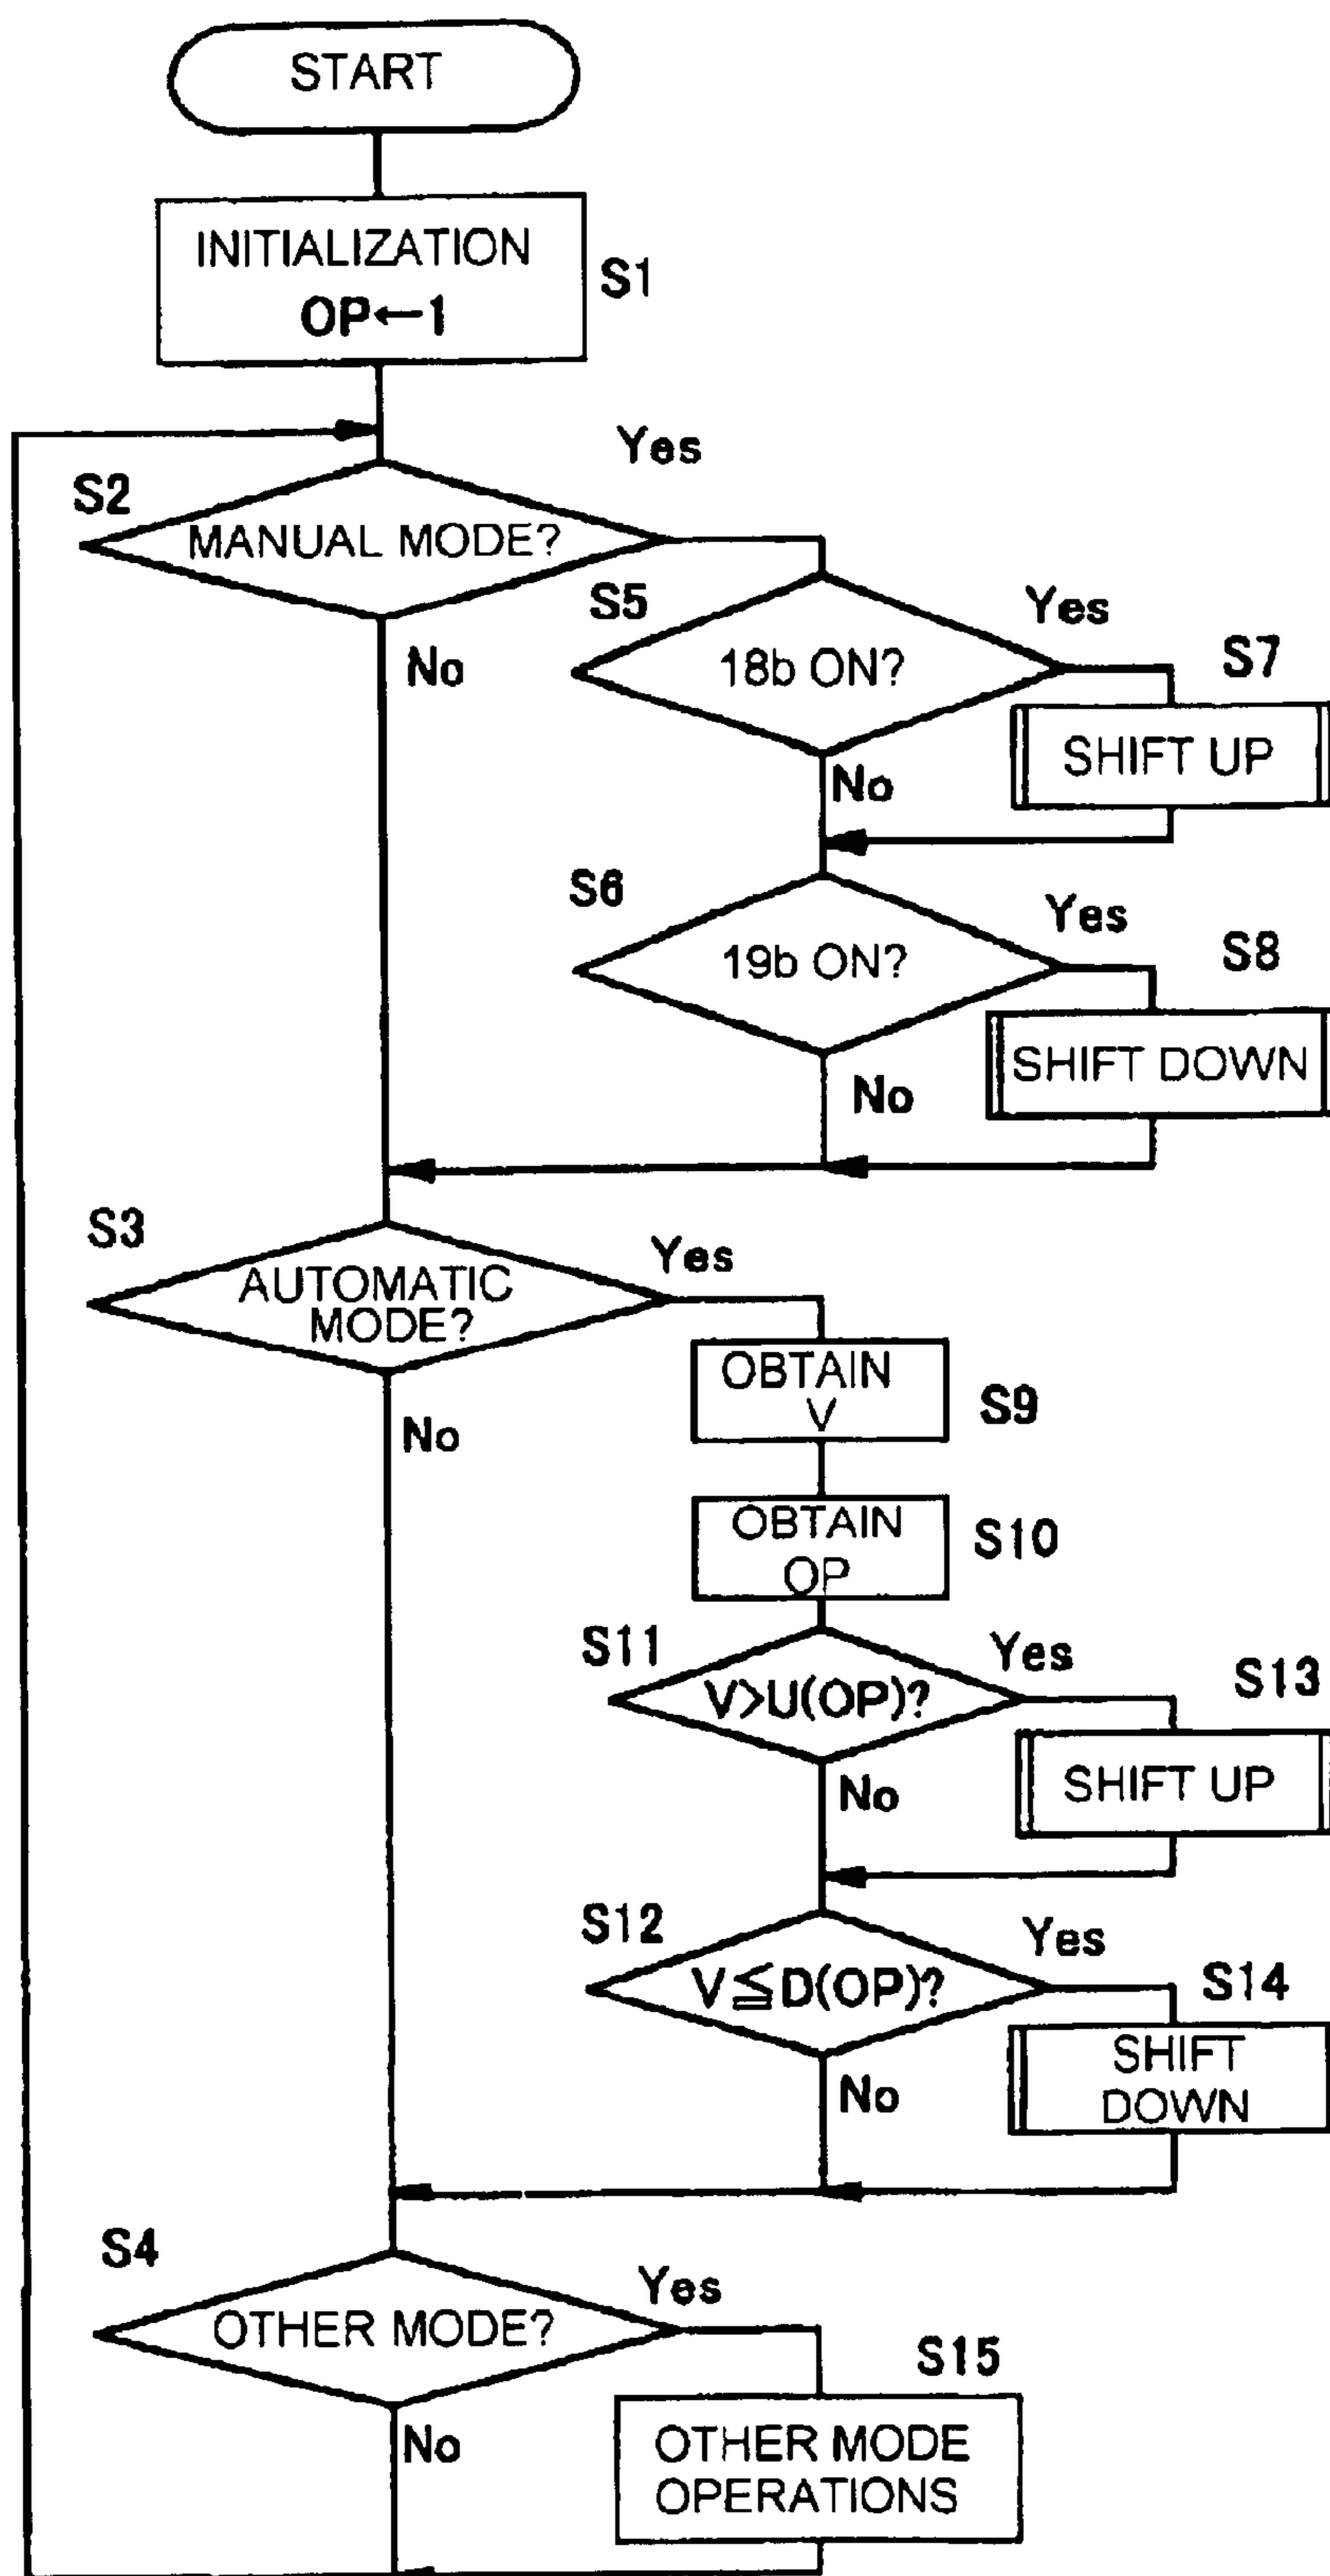 START
INITIALIZATION
OP←1
S1
Yes
S2
MANUAL MODE?
No
S5
18b ON?
Yes
S7
SHIFT UP
No
S6
19b ON?
Yes
S8
SHIFT DOWN
No
S3
AUTOMATIC
MODE?
Yes
No
OBTAIN
V
S9
OBTAIN
OP
S10
S11
V>U(OP)?
Yes
S13
SHIFT UP
No
S12
V≦D(OP)?
Yes
S14
SHIFT
DOWN
No
S4
OTHER MODE?
Yes
No
S15
OTHER MODE
OPERATIONS